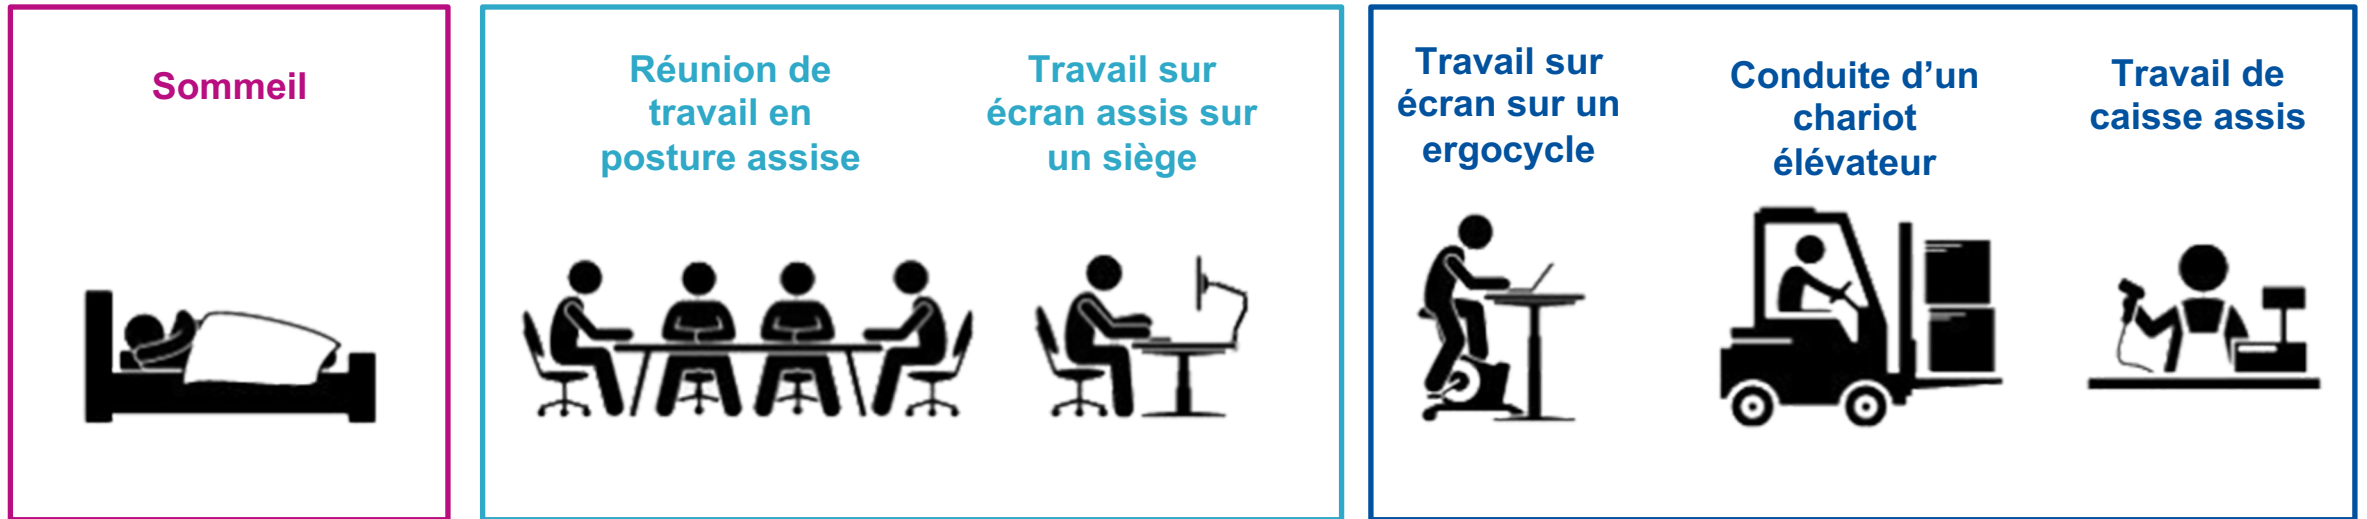 Sommeil
Réunion de
travail en
posture assise
Travail sur
écran assis sur
un siège
Travail sur
écran sur un
ergocycle
Conduite d’un
chariot
élévateur
Travail de
caisse assis